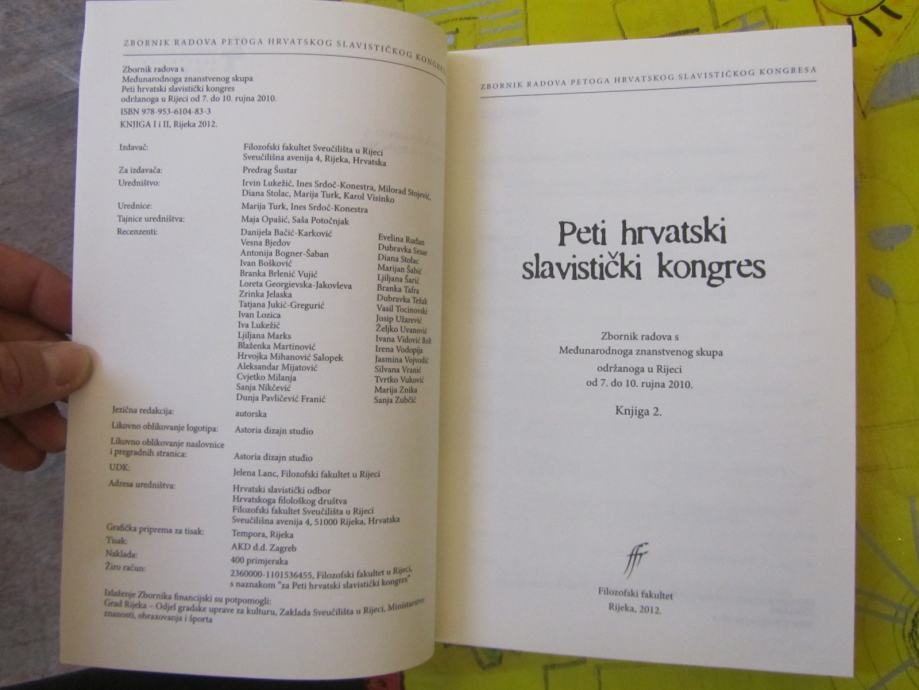 ZBORNIK RADOVA PETOGA HRVATSKOG SLAVISTIČKOG KONGRESA
Zbornik radova s
Međunarodnoga znanstvenog skupa
Peti hrvatski slavistički kongres
održanoga u Rijeci od 7. do 10. rujna 2010.
ISBN 978-953-6104-83-3
KNJIGA I i II, Rijeka 2012.
Izdavač: Filozofski fakultet Sveučilišta u Rijeci
Sveučilišna avenija 4, Rijeka, Hrvatska
Za izdavača: Predrag Šustar
Uredništvo: Irvin Lukežić, Ines Srdoč-Konestra, Milorad Stojević,
Diana Stolac, Marija Turk, Karol Visinko
Urednice: Marija Turk, Ines Srdoč-Konestra
Tajnice uredništva: Maja Opašić, Saša Potočnjak
Recenzenti: Danijela Bačić-Karković
Vesna Bjedov
Antonija Bogner-Šaban
Ivan Bošković
Branka Brlenić Vujić
Loreta Georgievska-Jakovleva
Zrinka Jelaska
Tatjana Jukić-Gregurić
Ivan Lozica
Iva Lukežić
Ljiljana Marks
Blaženka Martinović
Hrvojka Mihanović Salopek
Aleksandar Mijatović
Cvjetko Milanja
Sanja Nikčević
Dunja Pavličević Franić
Evelina Rudan
Dubravka Sesar
Diana Stolac
Marijan Šabić
Ljiljana Šarić
Branka Tafra
Dubravka Težak
Vasil Tocinovski
Josip Užarević
Željko Uvanović
Ivana Vidović Bolt
Irena Vodopija
Jasmina Vojvodić
Silvana Vranić
Tvrtko Vuković
Marija Znika
Sanja Zubčić
Jezična redakcija: autorska
Likovno oblikovanje logotipa: Astoria dizajn studio
Likovno oblikovanje naslovnice
i pregradnih stranica: Astoria dizajn studio
UDK: Jelena Lanc, Filozofski fakultet u Rijeci
Adresa uredništva: Hrvatski slavistički odbor
Hrvatskoga filološkog društva
Filozofski fakultet Sveučilišta u Rijeci
Sveučilišna avenija 4, 51000 Rijeka, Hrvatska
Grafička priprema za tisak: Tempora, Rijeka
Tisak: AKD d.d. Zagreb
Naklada: 400 primjeraka
Žiro račun: 2360000-1101536455, Filozofski fakultet u Rijeci,
s naznakom "za Peti hrvatski slavistički kongres"
Izlaženje Zbornika financijski su potpomogli:
Grad Rijeka – Odjel gradske uprave za kulturu, Zaklada Sveučilišta u Rijeci, Ministarstvo
znanosti, obrazovanja i športa
ZBORNIK RADOVA PETOGA HRVATSKOG SLAVISTIČKOG KONGRESA
Peti hrvatski
slavistički kongres
Zbornik radova s
Međunarodnoga znanstvenog skupa
održanoga u Rijeci
od 7. do 10. rujna 2010.
Knjiga 2.
ffr
Filozofski fakultet
Rijeka, 2012.